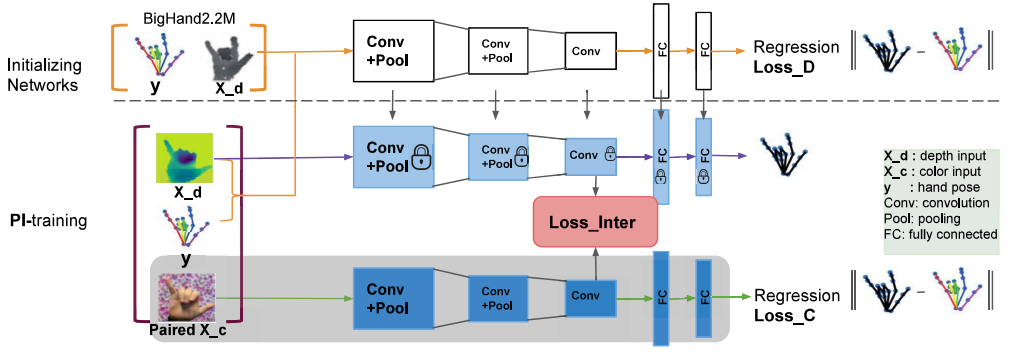 BigHand2.2M
Initializing
Networks
y
X_d
Conv
+Pool
Conv
+Pool
Conv
FC
FC
Regression
Loss_D
PI-training
X_d
y
Paired X_c
Conv
+Pool
Conv
+Pool
Conv
FC
FC
Loss_Inter
Conv
+Pool
Conv
+Pool
Conv
FC
FC
Regression
Loss_C
X_d : depth input
X_c : color input
y : hand pose
Conv: convolution
Pool: pooling
FC: fully connected